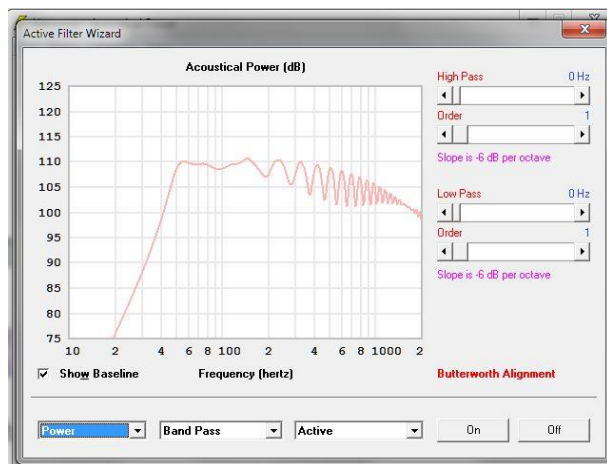 Active Filter Wizard
Acoustical Power (dB)
125
120
115
110
105
100
95
90
85
80
75
10 2 4 6 8 100 2 4 6 8 1000 2
Show Baseline
Frequency (hertz)
High Pass 0 Hz
Order 1
Slope is -6 dB per octave
Low Pass 0 Hz
Order 1
Slope is -6 dB per octave
Butterworth Alignment
Power Band Pass Active On Off